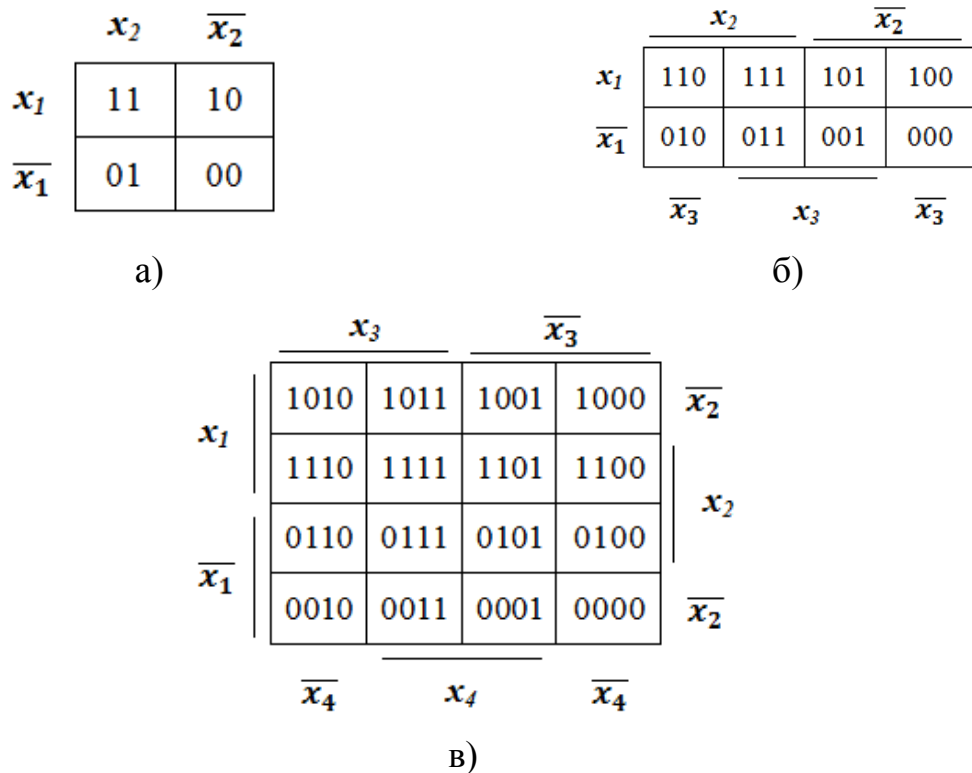 x₂ x̅₂
x₁ 11 10
x̅₁ 01 00
а)
x₂ x̅₂
x₁ 110 111 101 100
x̅₁ 010 011 001 000
x̅₃ x₃ x̅₃
б)
x₃ x̅₃
1010 1011 1001 1000 x̅₂
x₁
1110 1111 1101 1100
x₂
0110 0111 0101 0100
x̅₁
0010 0011 0001 0000 x̅₂
x̅₄ x₄ x̅₄
в)